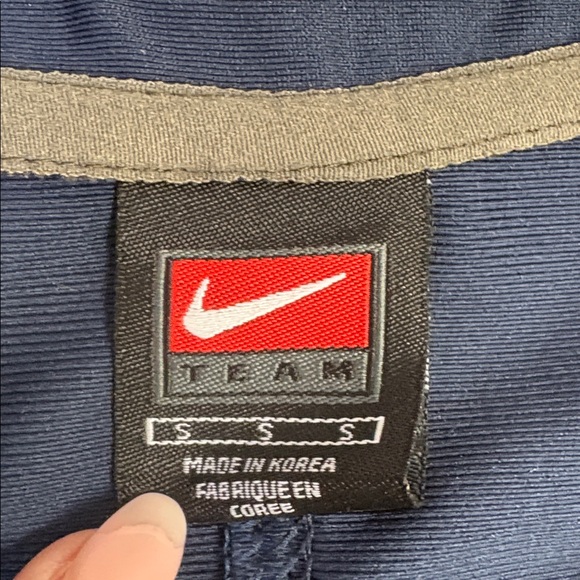 TEAM
S S S
MADE IN KOREA
FABRIQUE EN
COREE